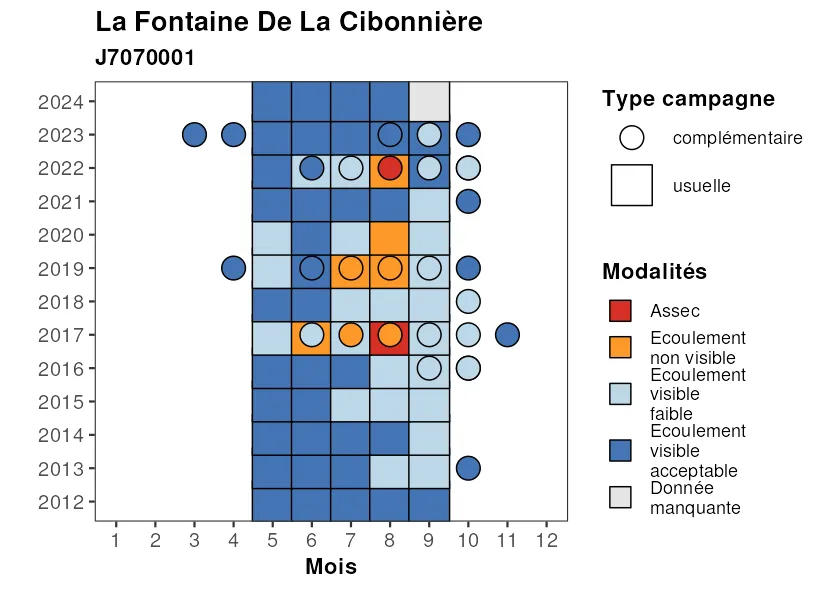 La Fontaine De La Cibonnière
J7070001
2024
2023
2022
2021
2020
2019
2018
2017
2016
2015
2014
2013
2012
1 2 3 4 5 6 7 8 9 10 11 12
Mois
Type campagne
complémentaire
usuelle
Modalités
Assec
Ecoulement
non visible
Ecoulement
visible
faible
Ecoulement
visible
acceptable
Donnée
manquante